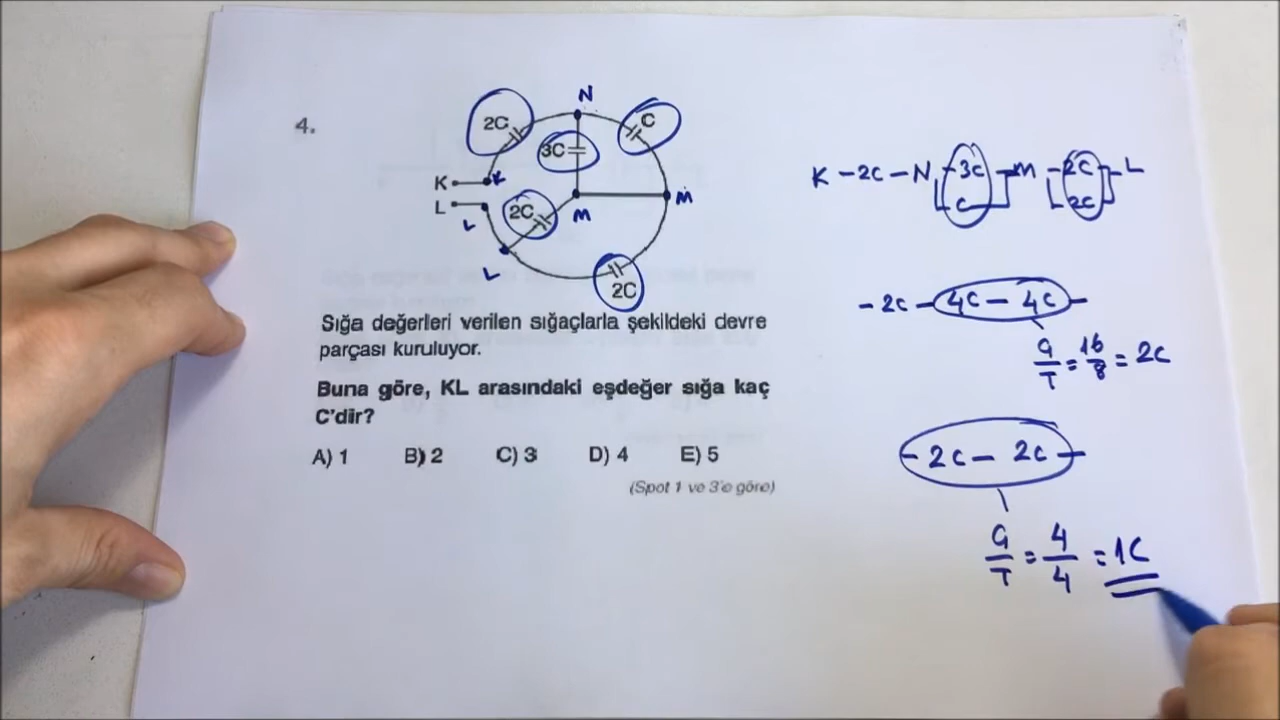 4.
N
2C
C
3C
K
K
L
L
2C
M
M
L
2C
Sığa değerleri verilen sığaçlarla şekildeki devre
parçası kuruluyor.
Buna göre, KL arasındaki eşdeğer sığa kaç
C'dir?
A) 1 B) 2 C) 3 D) 4 E) 5
(Spot 1 ve 3'e göre)
K - 2C - N - 3C - M - 2C - L
C 2C
- 2C - 4C - 4C -
Ç/T = 16/8 = 2C
- 2C - 2C -
Ç/T = 4/4 = 1C